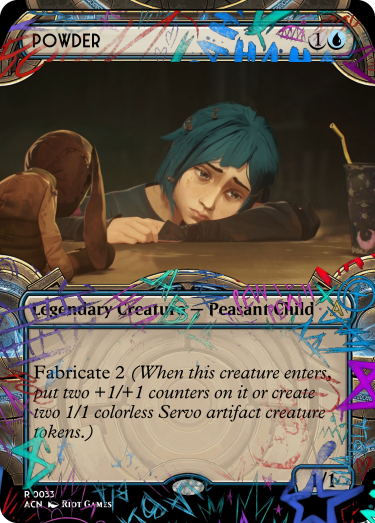 POWDER 1
Legendary Creature — Peasant Child
Fabricate 2 (When this creature enters,
put two +1/+1 counters on it or create
two 1/1 colorless Servo artifact creature
tokens.)
/1
R 0033
ACN RIOT GAMES